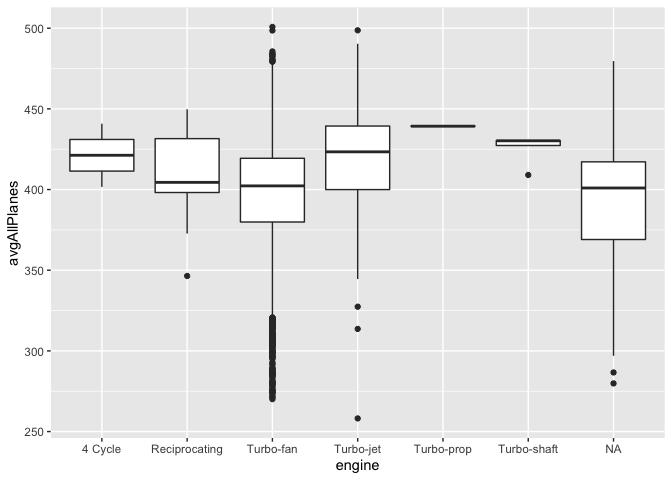 500
450
400
350
300
250
avgAllPlanes
4 Cycle Reciprocating Turbo-fan Turbo-jet Turbo-prop Turbo-shaft NA
engine